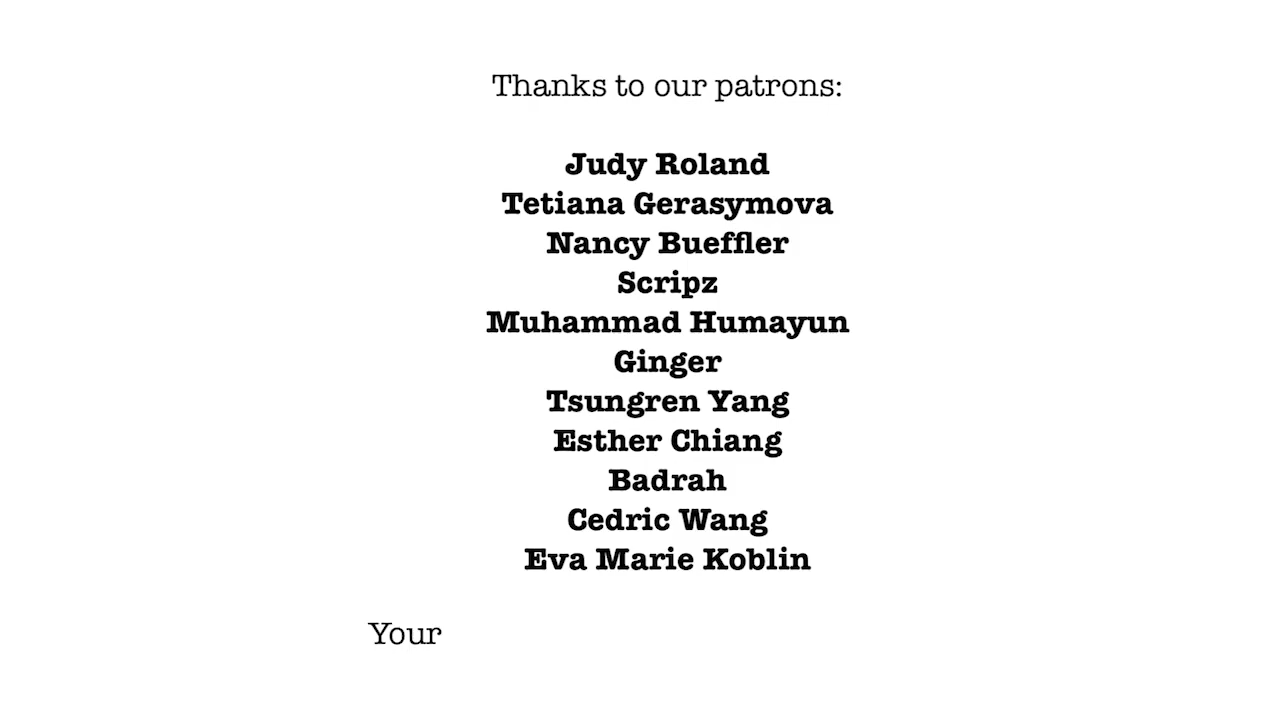 Thanks to our patrons:
Judy Roland
Tetiana Gerasymova
Nancy Bueffler
Scripz
Muhammad Humayun
Ginger
Tsungren Yang
Esther Chiang
Badrah
Cedric Wang
Eva Marie Koblin
Your